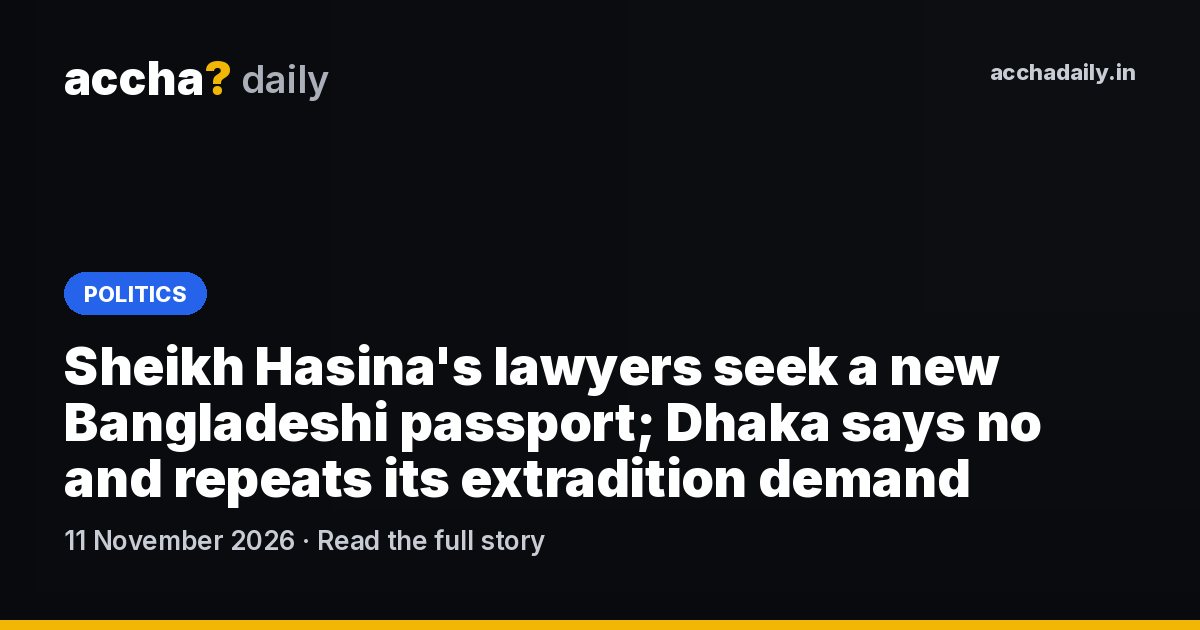 accha? daily
acchadaily.in
POLITICS
Sheikh Hasina's lawyers seek a new
Bangladeshi passport; Dhaka says no
and repeats its extradition demand
11 November 2026 · Read the full story